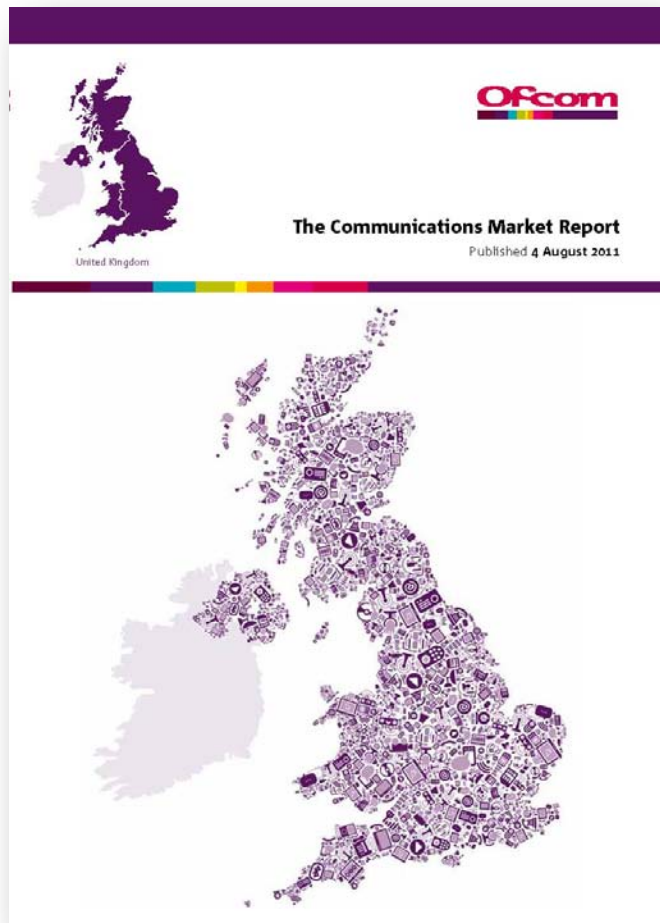 Ofcom
The Communications Market Report
Published 4 August 2011
United Kingdom